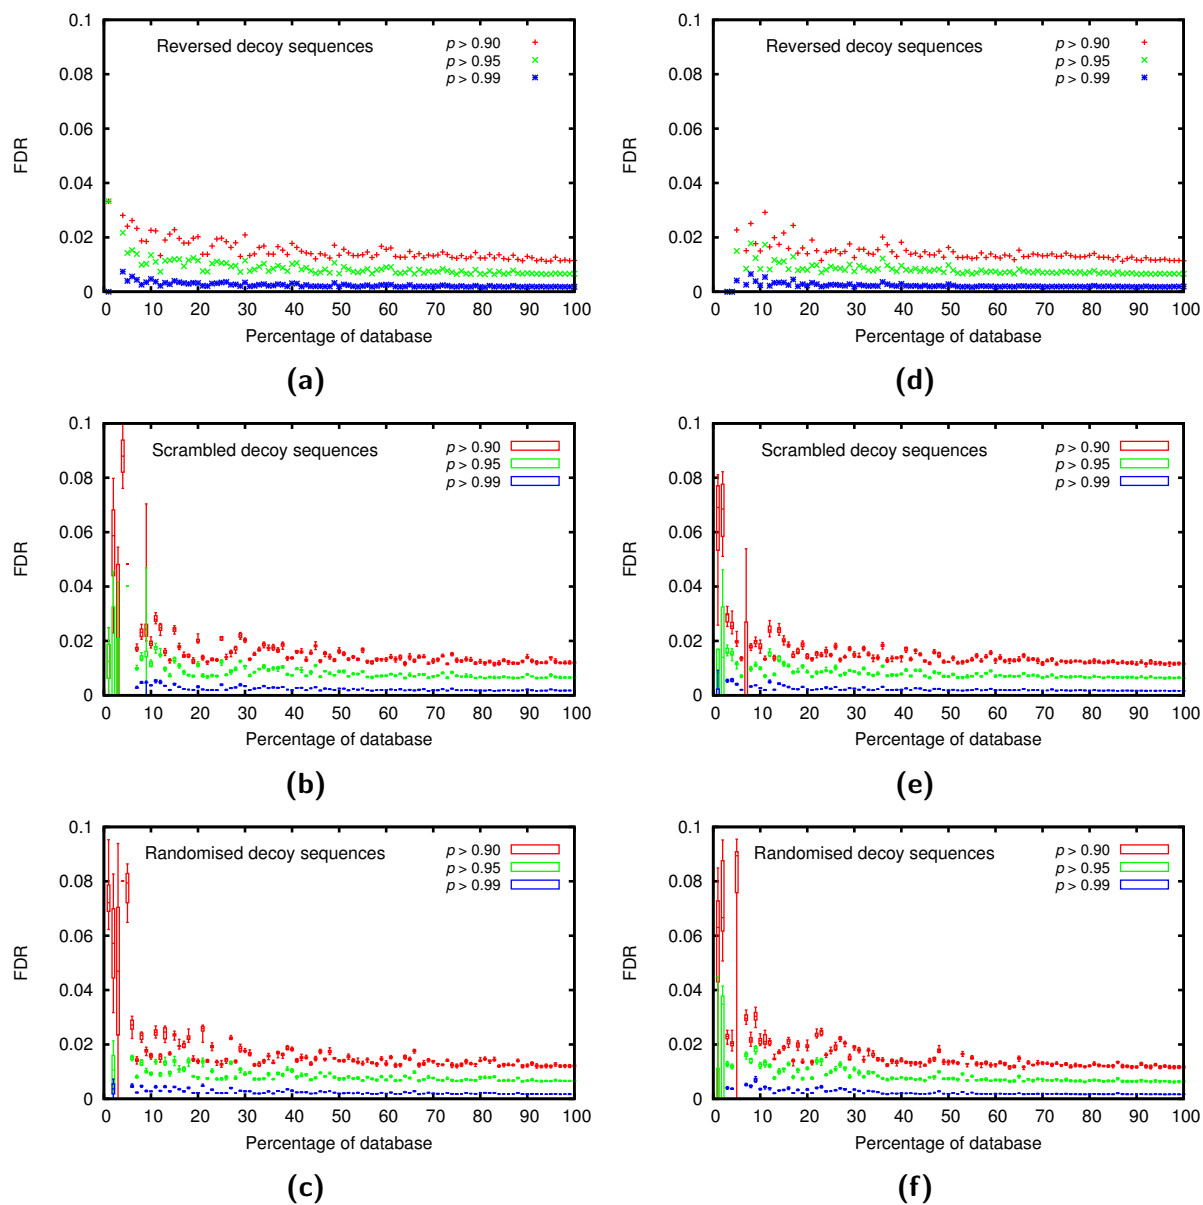 0.1
0.08
0.06
0.04
0.02
0
FDR
Reversed decoy sequences
p > 0.90
p > 0.95
p > 0.99
0 10 20 30 40 50 60 70 80 90 100
Percentage of database
(a)
0.1
0.08
0.06
0.04
0.02
0
FDR
Reversed decoy sequences
p > 0.90
p > 0.95
p > 0.99
0 10 20 30 40 50 60 70 80 90 100
Percentage of database
(d)
0.1
0.08
0.06
0.04
0.02
0
FDR
Scrambled decoy sequences
p > 0.90
p > 0.95
p > 0.99
0 10 20 30 40 50 60 70 80 90 100
Percentage of database
(b)
0.1
0.08
0.06
0.04
0.02
0
FDR
Scrambled decoy sequences
p > 0.90
p > 0.95
p > 0.99
0 10 20 30 40 50 60 70 80 90 100
Percentage of database
(e)
0.1
0.08
0.06
0.04
0.02
0
FDR
Randomised decoy sequences
p > 0.90
p > 0.95
p > 0.99
0 10 20 30 40 50 60 70 80 90 100
Percentage of database
(c)
0.1
0.08
0.06
0.04
0.02
0
FDR
Randomised decoy sequences
p > 0.90
p > 0.95
p > 0.99
0 10 20 30 40 50 60 70 80 90 100
Percentage of database
(f)